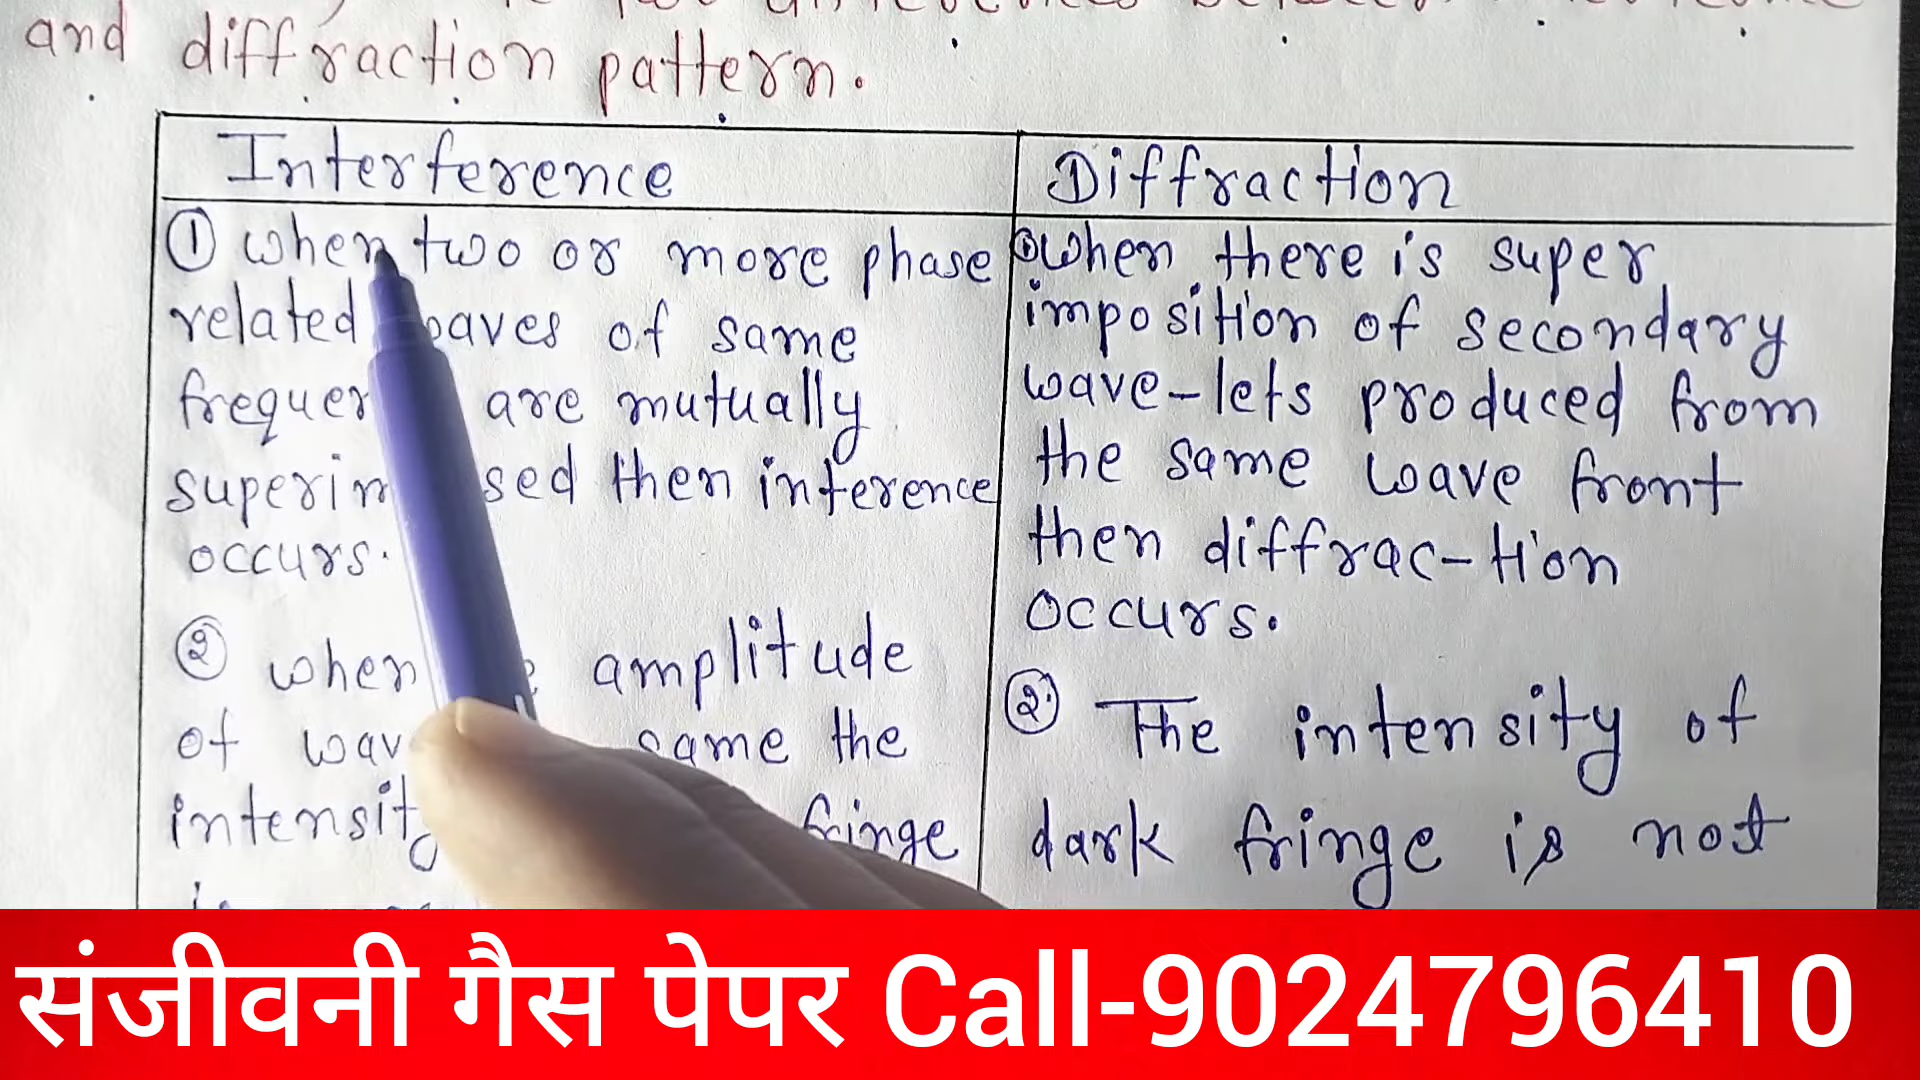 and diffraction pattern.
Interference
Diffraction
① when two or more phase
related waves of same
are mutually
then inference
occurs.
② when amplitude
of same the
fringe
① when there is super
imposition of secondary
wave-lets produced from
the same wave front
then diffrac-tion
occurs.
② The intensity of
dark fringe is not
संजीवनी गैस पेपर Call-9024796410